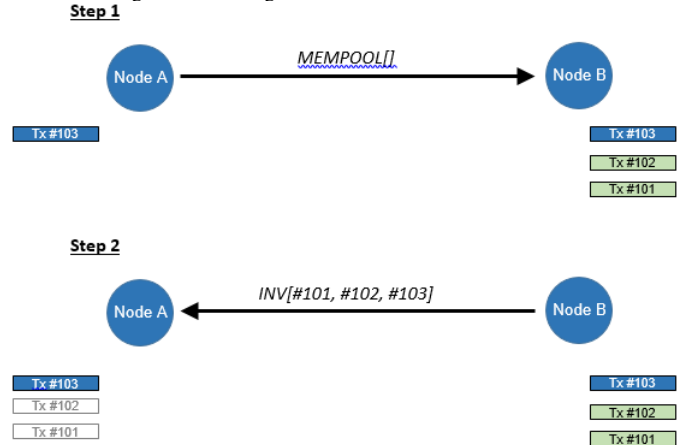 Step 1
MEMPOOL[]
Node A
Node B
Tx #103
Tx #103
Tx #102
Tx #101
Step 2
INV[#101, #102, #103]
Node A
Node B
Tx #103
Tx #103
Tx #102
Tx #102
Tx #101
Tx #101